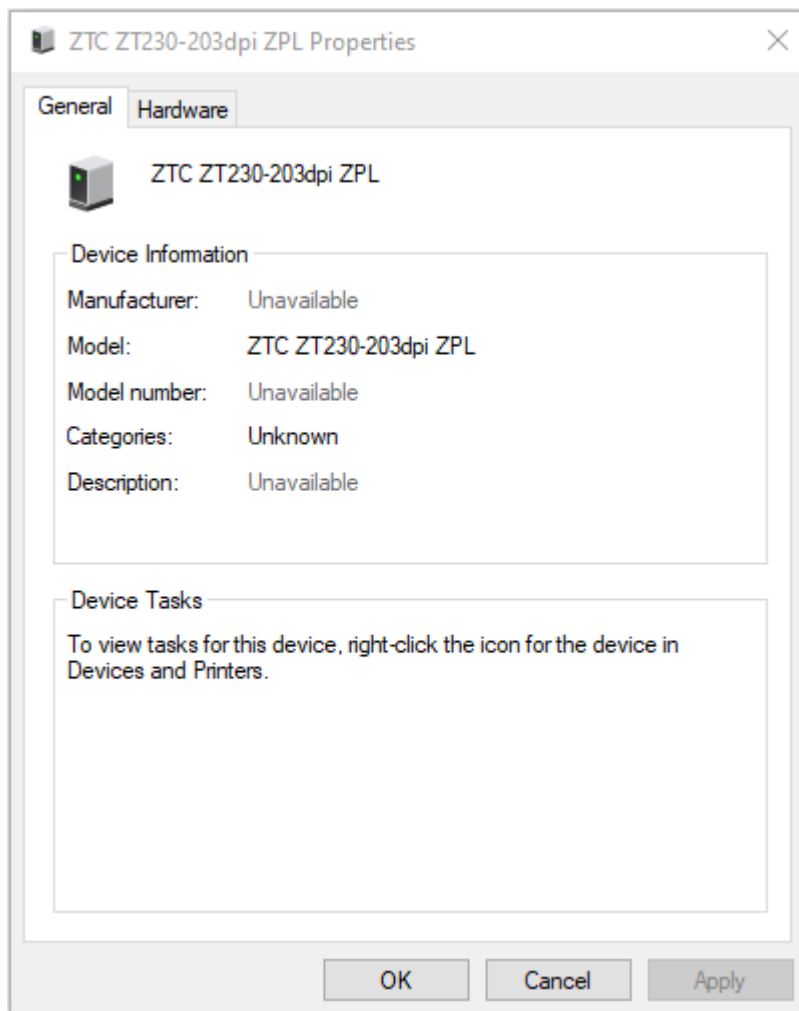 ZTC ZT230-203dpi ZPL Properties
General
Hardware
ZTC ZT230-203dpi ZPL
Device Information
Manufacturer: Unavailable
Model: ZTC ZT230-203dpi ZPL
Model number: Unavailable
Categories: Unknown
Description: Unavailable
Device Tasks
To view tasks for this device, right-click the icon for the device in
Devices and Printers.
OK
Cancel
Apply